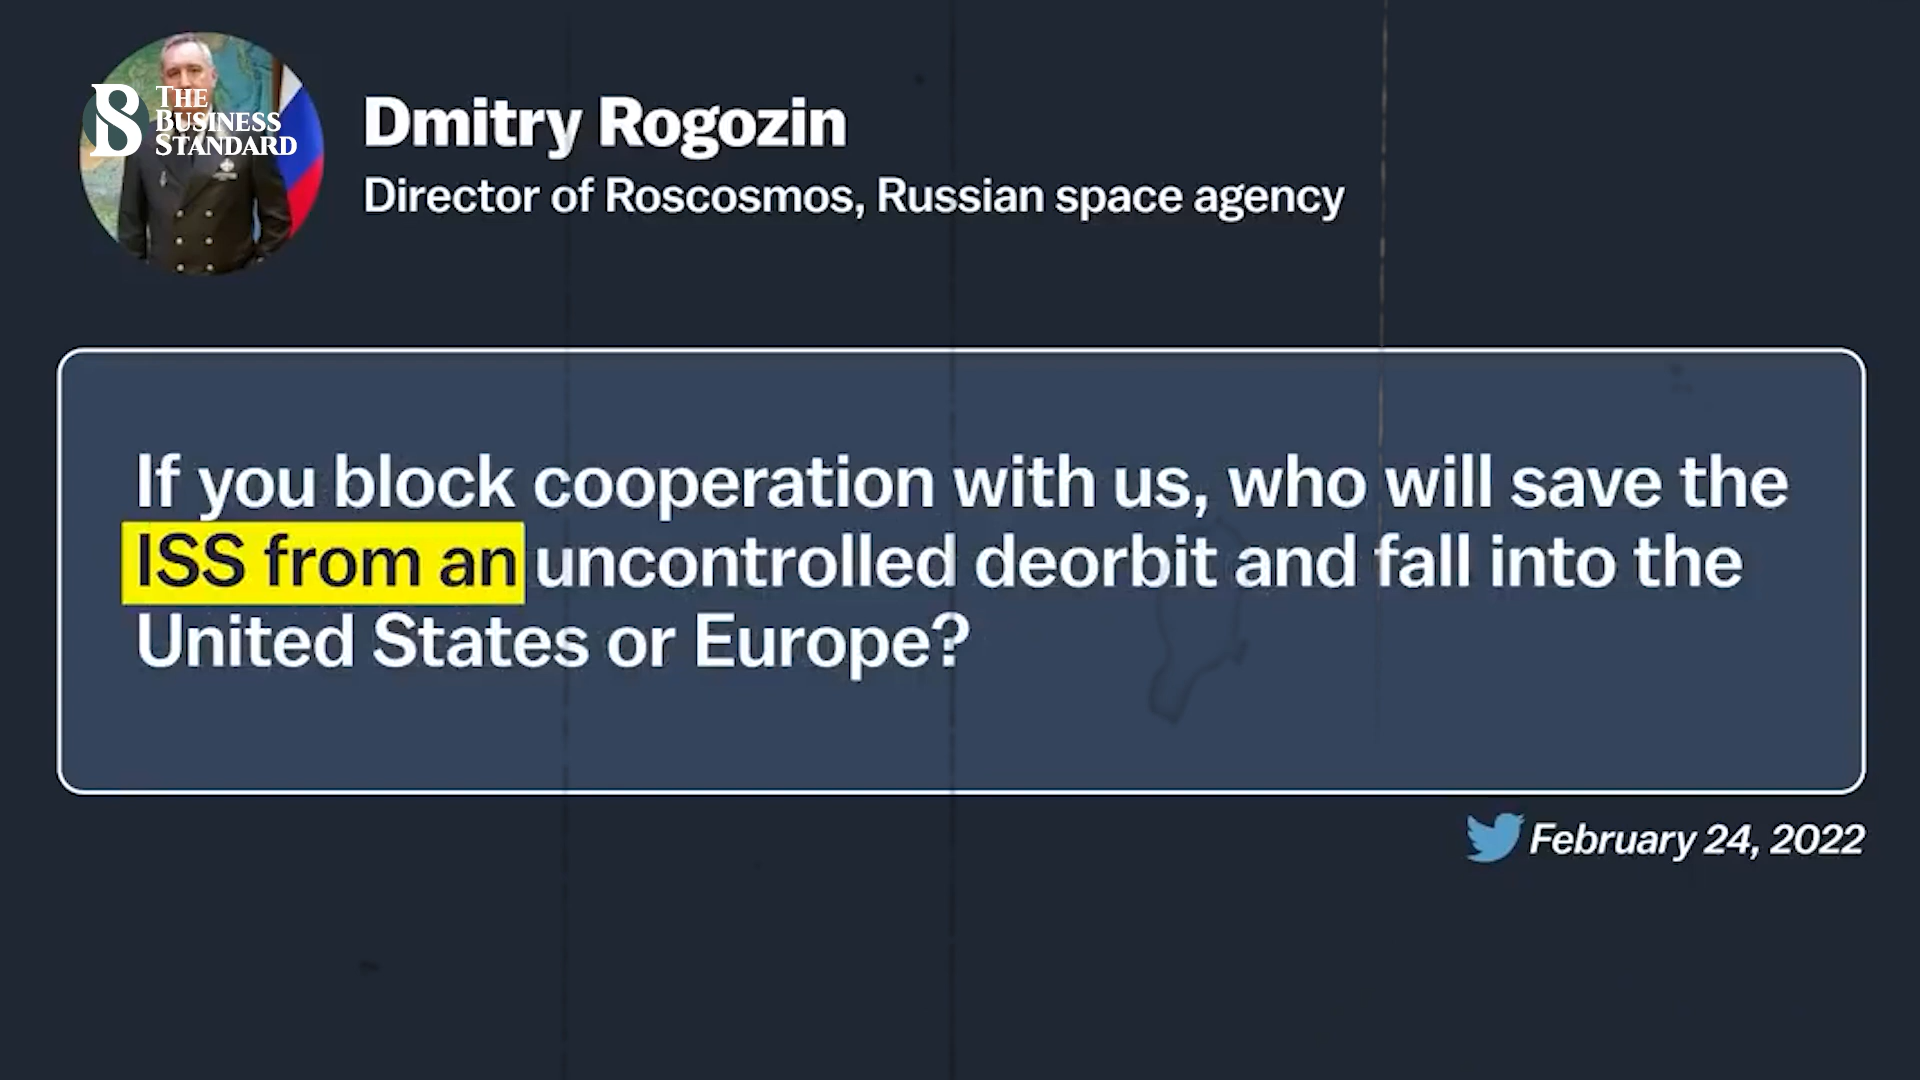 THE
BUSINESS
STANDARD
Dmitry Rogozin
Director of Roscosmos, Russian space agency
If you block cooperation with us, who will save the
ISS from an uncontrolled deorbit and fall into the
United States or Europe?
February 24, 2022